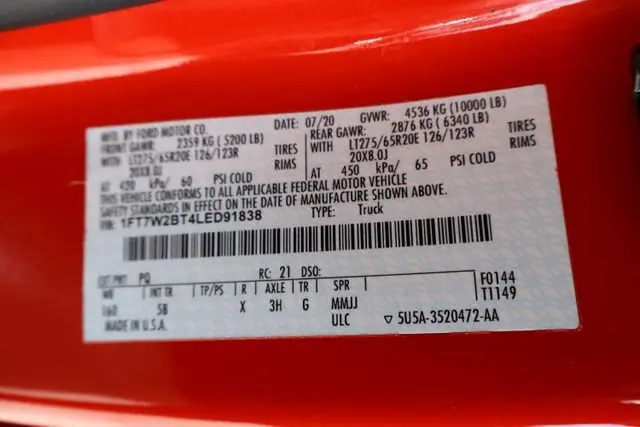 MFD. BY FORD MOTOR CO. DATE: 07/20 GVWR: 4536 KG (10000 LB)
FRONT GAWR: 2359 KG ( 5200 LB) REAR GAWR: 2876 KG ( 6340 LB)
WITH LT275/65R20E 126/123R TIRES WITH LT275/65R20E 126/123R TIRES
20X8.0J RIMS 20X8.0J RIMS
AT 420 kPa/ 60 PSI COLD AT 450 kPa/ 65 PSI COLD
THIS VEHICLE CONFORMS TO ALL APPLICABLE FEDERAL MOTOR VEHICLE
SAFETY STANDARDS IN EFFECT ON THE DATE OF MANUFACTURE SHOWN ABOVE.
VIN: 1FT7W2BT4LED91838 TYPE: Truck
EXT PNT: PQ RC: 21 DSO:
WB INT TR TP/PS R AXLE TR SPR F0144
160 5B X 3H G MMJJ T1149
MADE IN U.S.A. ULC ▽ 5U5A-3520472-AA